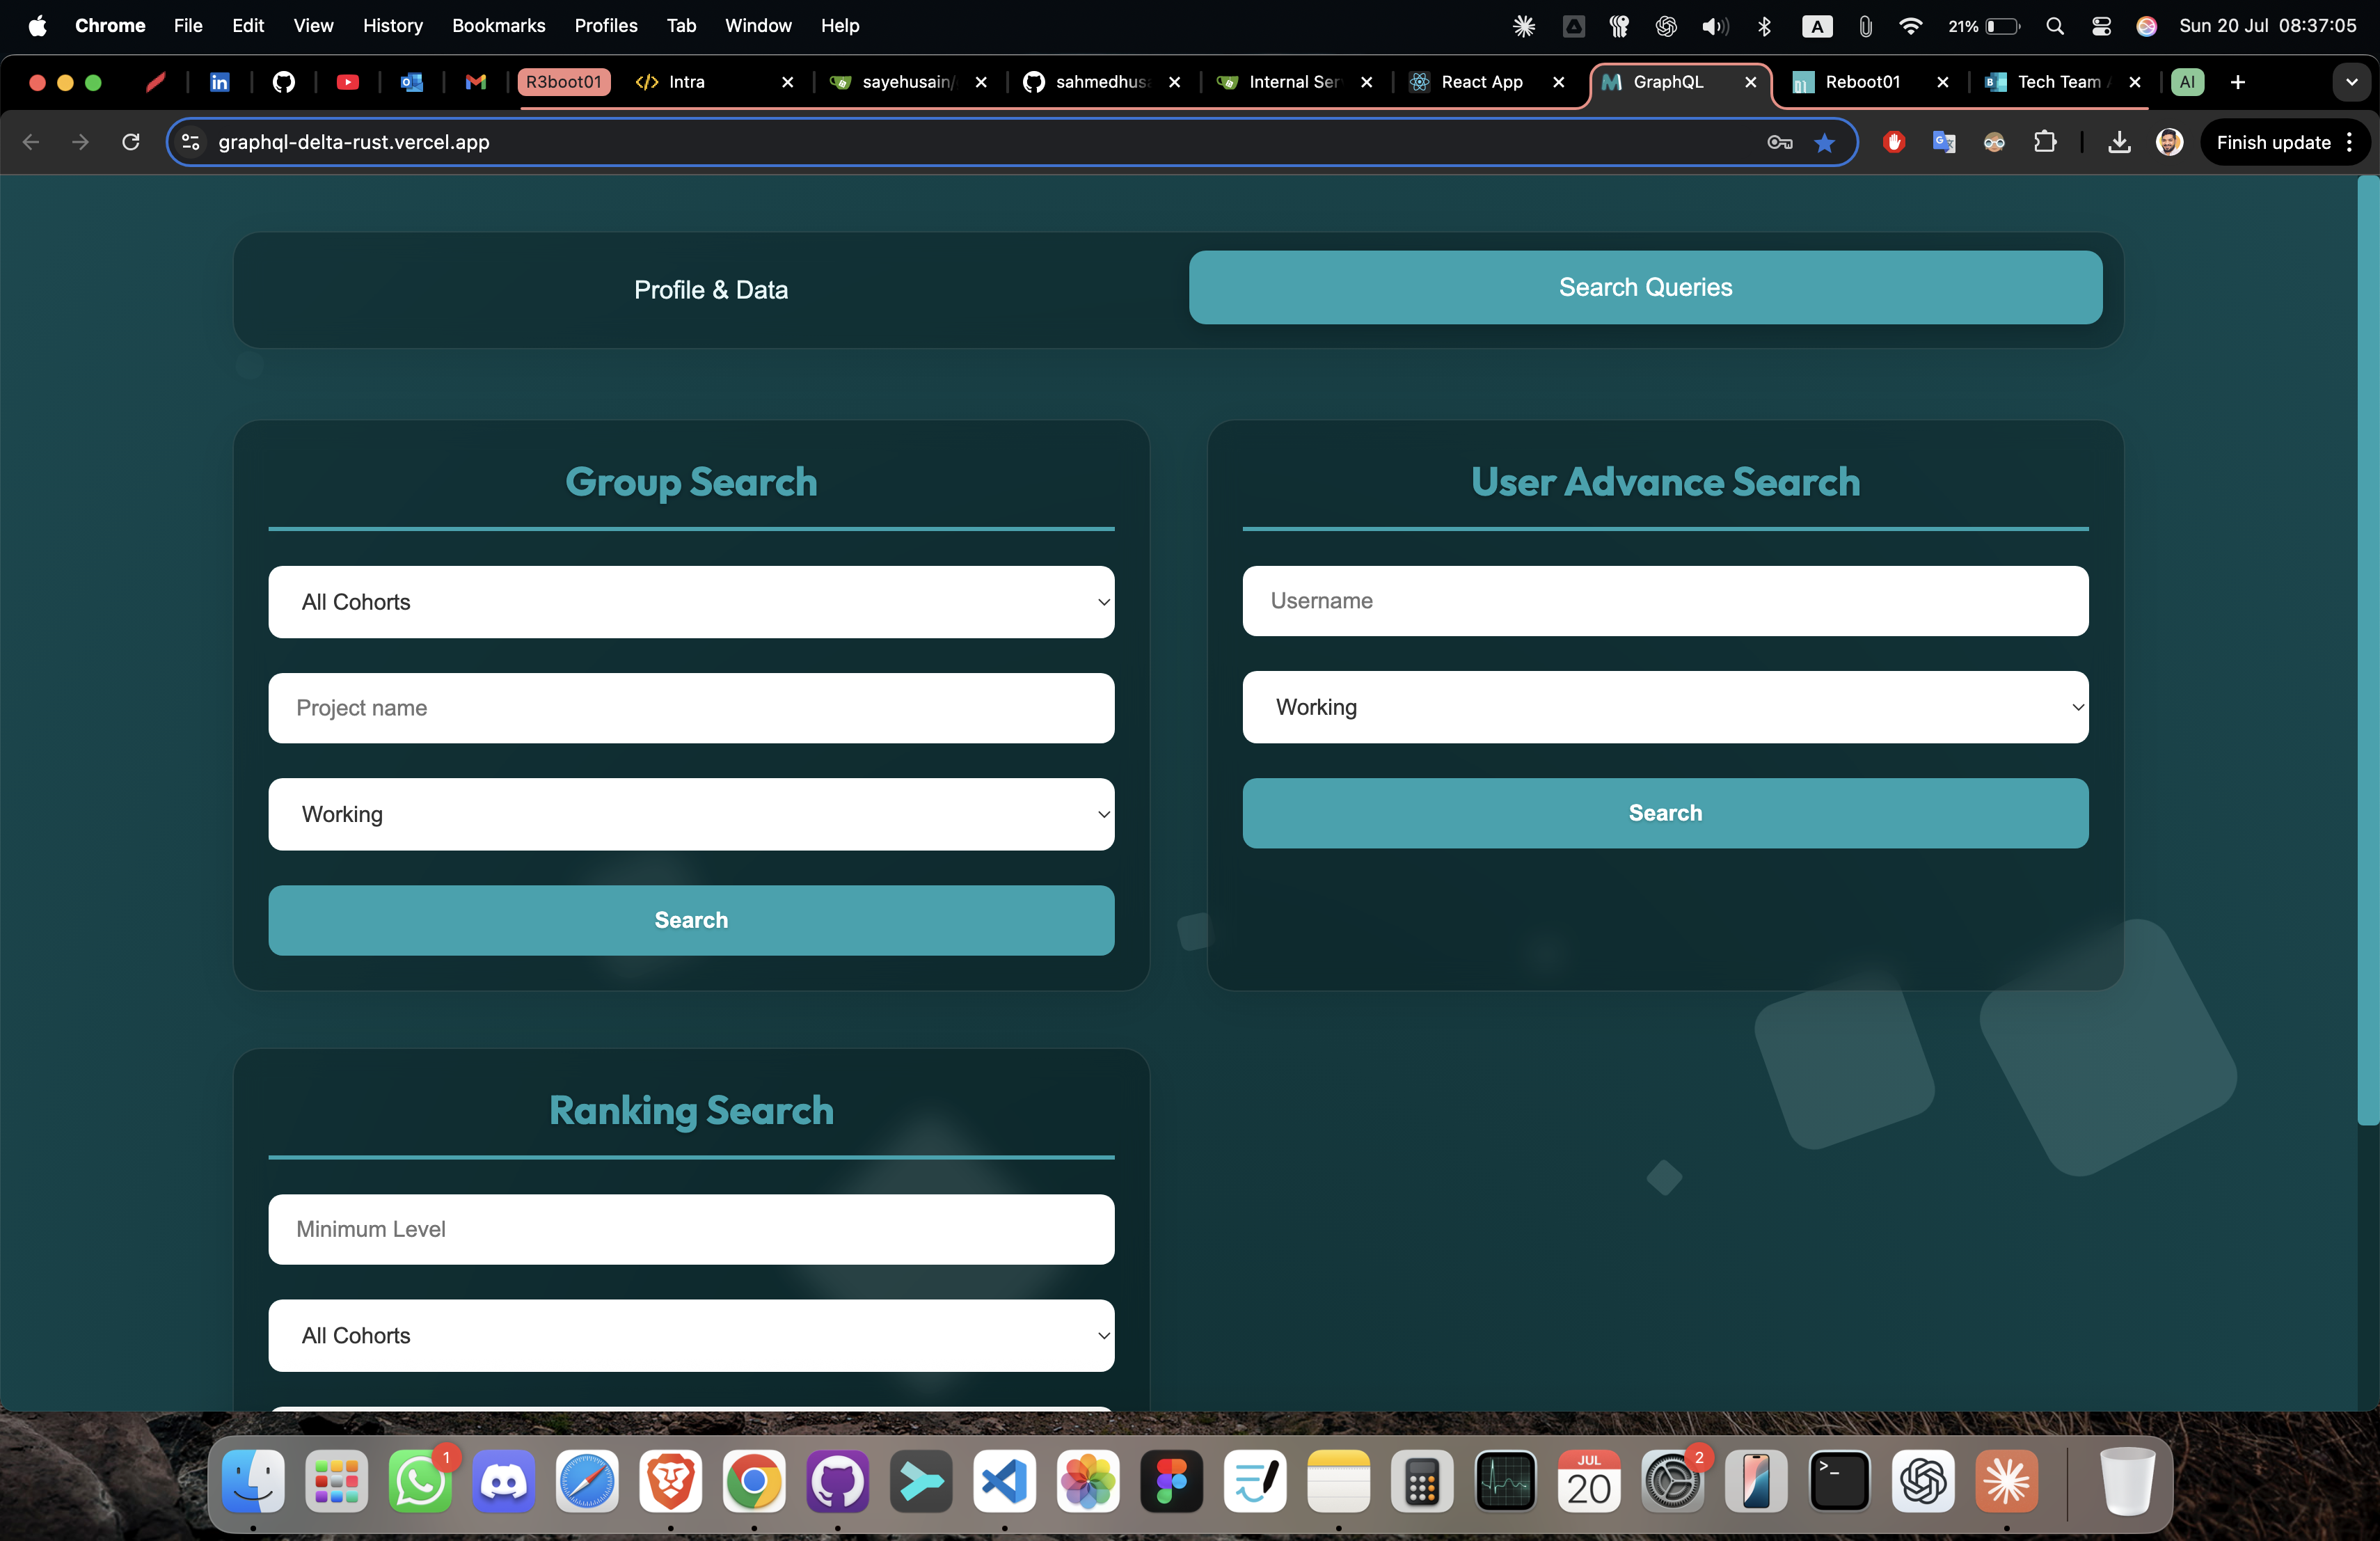 Chrome File Edit View History Bookmarks Profiles Tab Window Help A 21% Sun 20 Jul 08:37:05
R3boot01 Intra sayehusain/ sahmedhusa Internal Ser React App GraphQL Reboot01 Tech Team AI
graphql-delta-rust.vercel.app Finish update
Profile & Data
Search Queries
Group Search
All Cohorts
Project name
Working
Search
User Advance Search
Username
Working
Search
Ranking Search
Minimum Level
All Cohorts
1
JUL
20
2